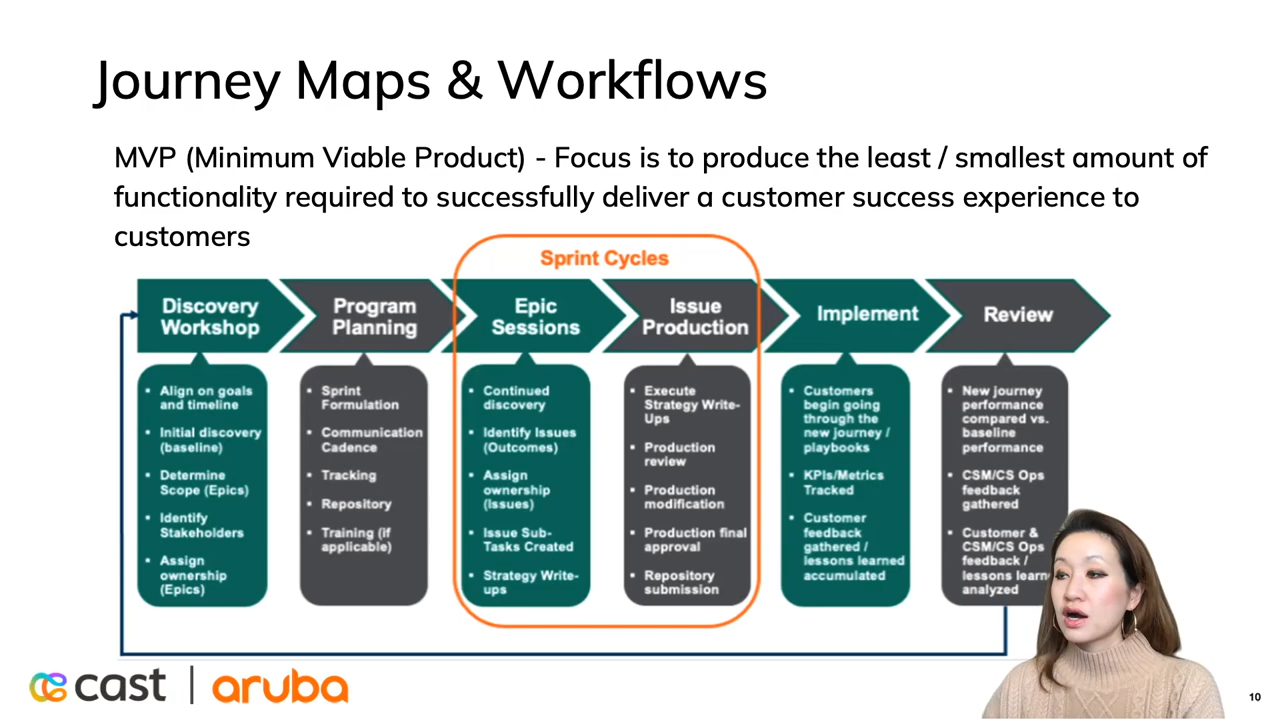 Journey Maps & Workflows
MVP (Minimum Viable Product) - Focus is to produce the least / smallest amount of
functionality required to successfully deliver a customer success experience to
customers
Sprint Cycles
Discovery
Workshop
Program
Planning
Epic
Sessions
Issue
Production
Implement
Review
▪ Align on goals
and timeline
▪ Initial discovery
(baseline)
▪ Determine
Scope (Epics)
▪ Identify
Stakeholders
▪ Assign
ownership
(Epics)
▪ Sprint
Formulation
▪ Communication
Cadence
▪ Tracking
▪ Repository
▪ Training (if
applicable)
▪ Continued
discovery
▪ Identify Issues
(Outcomes)
▪ Assign
ownership
(Issues)
▪ Issue Sub-
Tasks Created
▪ Strategy Write-
ups
▪ Execute
Strategy Write-
Ups
▪ Production
review
▪ Production
modification
▪ Production final
approval
▪ Repository
submission
▪ Customers
begin going
through the
new journey /
playbooks
▪ KPIs/Metrics
Tracked
▪ Customer
feedback
gathered /
lessons learned
accumulated
▪ New journey
performance
compared vs.
baseline
performance
▪ CSM/CS Ops
feedback
gathered
▪ Customer &
CSM/CS Ops
feedback /
lessons learn
analyzed
cast | aruba
10